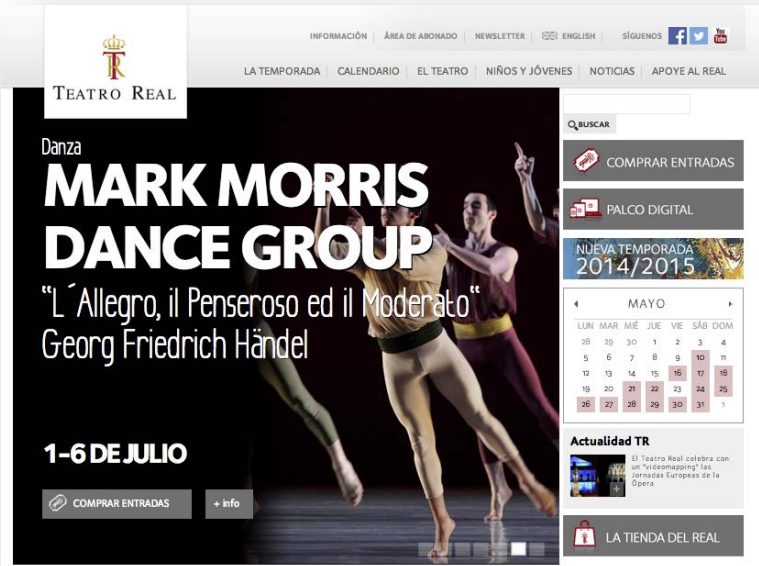 INFORMACIÓN
ÁREA DE ABONADO
NEWSLETTER
ENGLISH
SÍGUENOS
You Tube
TEATRO REAL
LA TEMPORADA
CALENDARIO
EL TEATRO
NIÑOS Y JÓVENES
NOTICIAS
APOYE AL REAL
Danza
MARK MORRIS
DANCE GROUP
"L´Allegro, il Penseroso ed il Moderato"
Georg Friedrich Händel
1-6 DE JULIO
COMPRAR ENTRADAS
+ info
BUSCAR
COMPRAR ENTRADAS
PALCO DIGITAL
NUEVA TEMPORADA
2014/2015
MAYO
LUN MAR MIÉ JUE VIE SÁB DOM
28 29 30 1 2 3 4
5 6 7 8 9 10 11
12 13 14 15 16 17 18
19 20 21 22 23 24 25
26 27 28 29 30 31 1
Actualidad TR
El Teatro Real celebra con
un "videomapping" las
Jornadas Europeas de la
Ópera
LA TIENDA DEL REAL